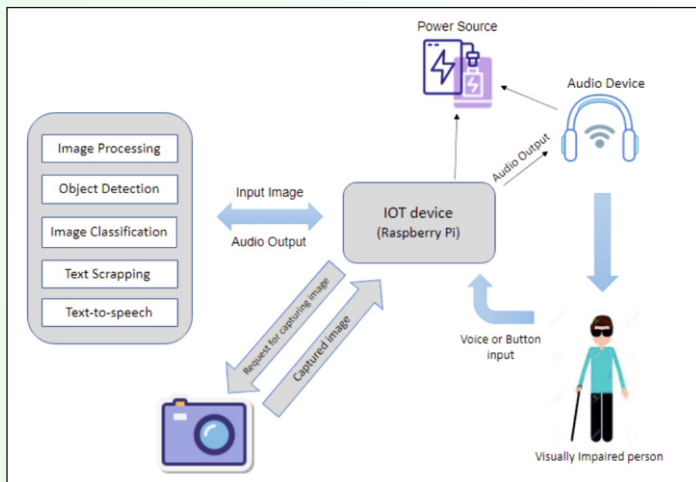 Power Source
Audio Device
Image Processing
Object Detection
Image Classification
Text Scrapping
Text-to-speech
Input Image
Audio Output
IOT device
(Raspberry Pi)
Audio Output
Request for capturing image
Captured image
Voice or Button
input
Visually Impaired person